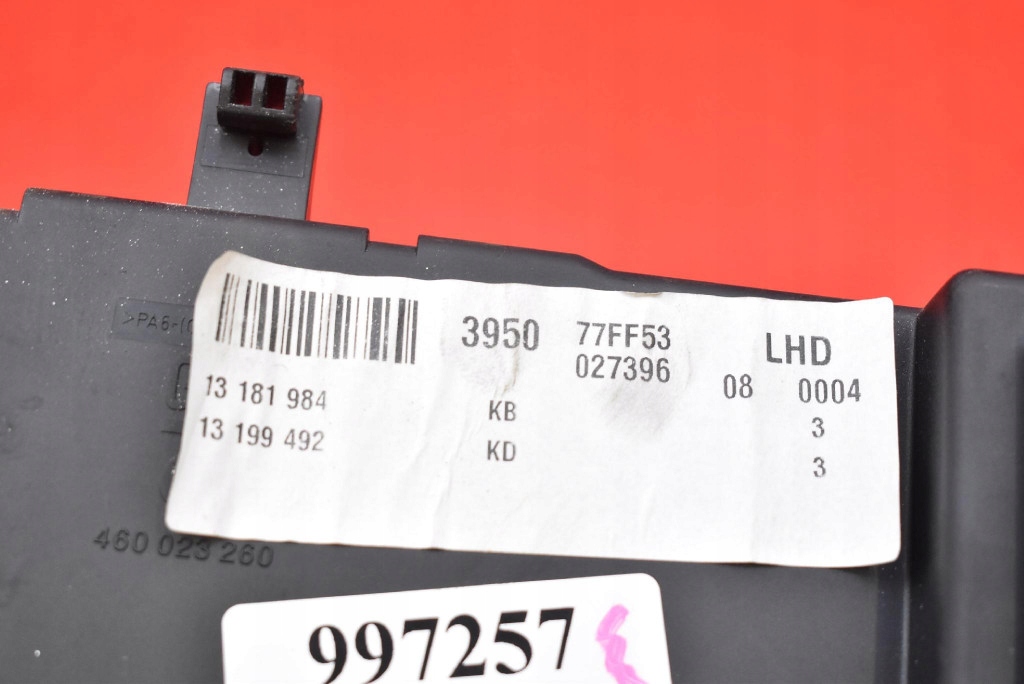 3950 77FF53 LHD
027396 08 0004
13 181 984 KB 3
13 199 492 KD 3
460 023 260
997257